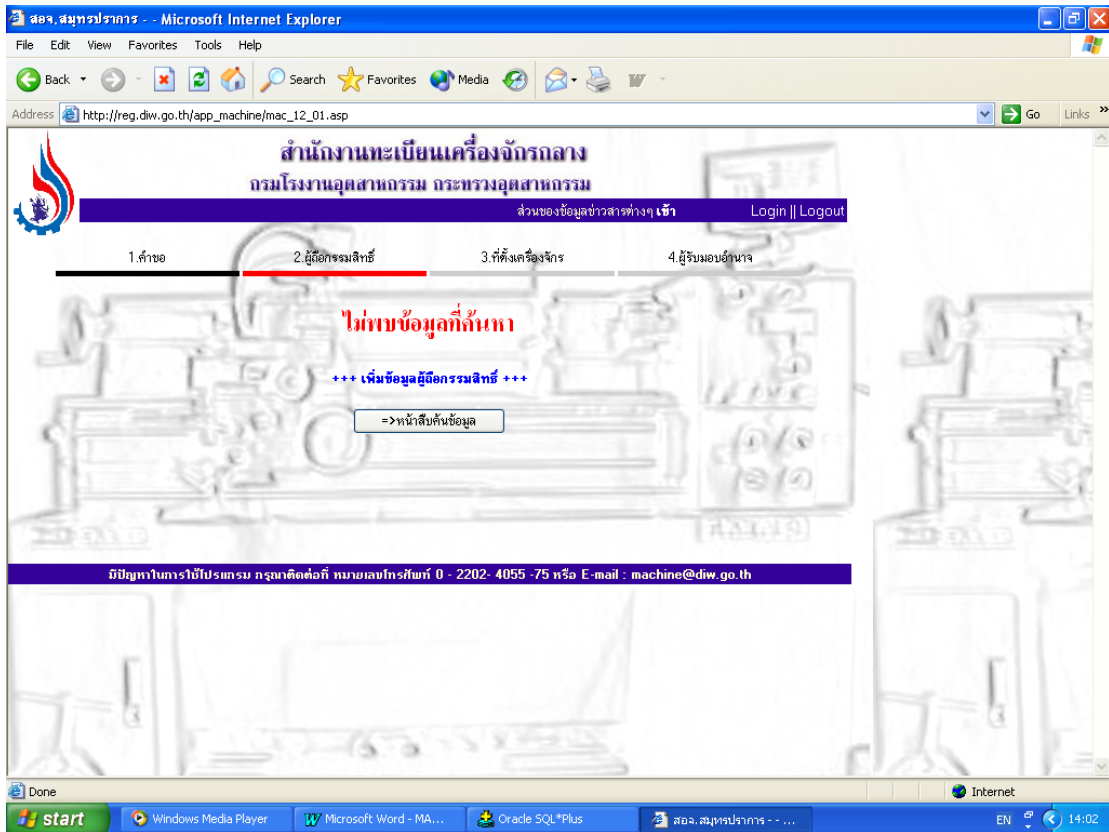 สอจ.สมุทรปราการ - - Microsoft Internet Explorer
File Edit View Favorites Tools Help
Back Search Favorites Media
Address http://reg.diw.go.th/app_machine/mac_12_01.asp Go Links »
สำนักงานทะเบียนเครื่องจักรกลาง
กรมโรงงานอุตสาหกรรม กระทรวงอุตสาหกรรม
ส่วนของข้อมูลข่าวสารต่างๆ เข้า Login || Logout
1.คำขอ 2.ผู้ถือกรรมสิทธิ์ 3.ที่ตั้งเครื่องจักร 4.ผู้รับมอบอำนาจ
ไม่พบข้อมูลที่ค้นหา
+++ เพิ่มข้อมูลผู้ถือกรรมสิทธิ์ +++
=>หน้าสืบค้นข้อมูล
มีปัญหาในการใช้โปรแกรม กรุณาติดต่อที่ หมายเลขโทรศัพท์ 0 - 2202- 4055 -75 หรือ E-mail : machine@diw.go.th
Done Internet
start Windows Media Player Microsoft Word - MA... Oracle SQL*Plus สอจ.สมุทรปราการ - - ... EN 14:02